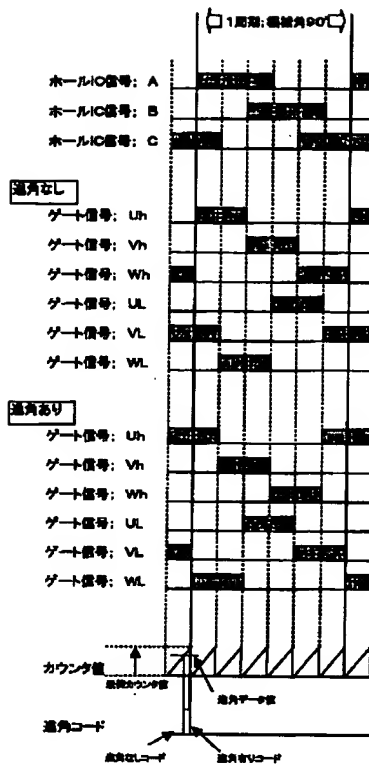 1周期;機械角90°
ホールIC信号; A
ホールIC信号; B
ホールIC信号; C
進角なし
ゲート信号; Uh
ゲート信号; Vh
ゲート信号; Wh
ゲート信号; UL
ゲート信号; VL
ゲート信号; WL
進角あり
ゲート信号; Uh
ゲート信号; Vh
ゲート信号; Wh
ゲート信号; UL
ゲート信号; VL
ゲート信号; WL
カウンタ値
カウンタ値
進角データ値
進角コード
進角なしコード
進角有りコード